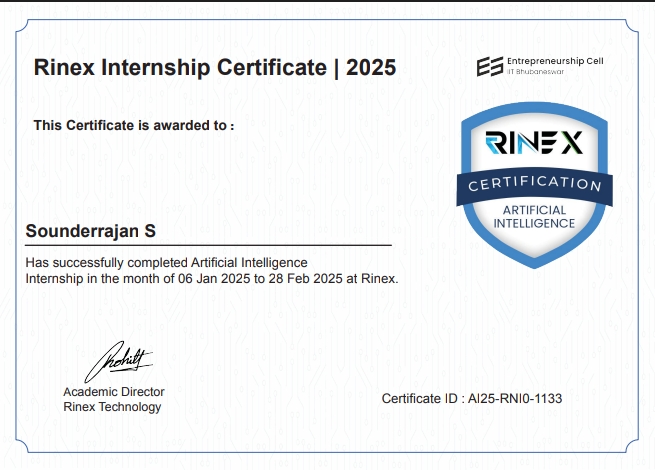 Rinex Internship Certificate | 2025
Entrepreneurship Cell
IIT Bhubaneswar
This Certificate is awarded to :
RINEX
CERTIFICATION
ARTIFICIAL
INTELLIGENCE
Sounderrajan S
Has successfully completed Artificial Intelligence
Internship in the month of 06 Jan 2025 to 28 Feb 2025 at Rinex.
Academic Director
Rinex Technology
Certificate ID : AI25-RNI0-1133